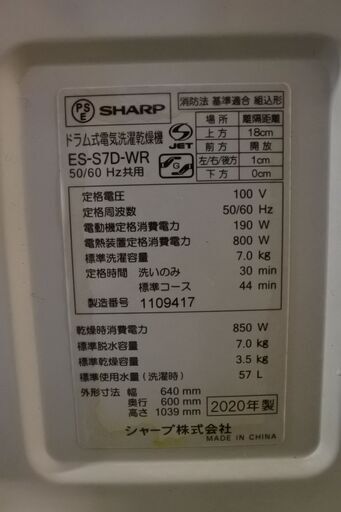 PS
E
SHARP
ドラム式電気洗濯乾燥機
ES-S7D-WR
50/60 Hz共用
S
JET
G
消防法 基準適合 組込形
場所 離隔距離
上方 18cm
前方 開放
左/右/後方 1cm
下方 0cm
定格電圧 100 V
定格周波数 50/60 Hz
電動機定格消費電力 190 W
電熱装置定格消費電力 800 W
標準洗濯容量 7.0 kg
定格時間 洗いのみ 30 min
標準コース 44 min
製造番号 1109417
乾燥時消費電力 850 W
標準脱水容量 7.0 kg
標準乾燥容量 3.5 kg
標準使用水量(洗濯時) 57 L
外形寸法 幅 640 mm
奥行 600 mm
高さ 1039 mm
2020年製
シャープ株式会社
MADE IN CHINA